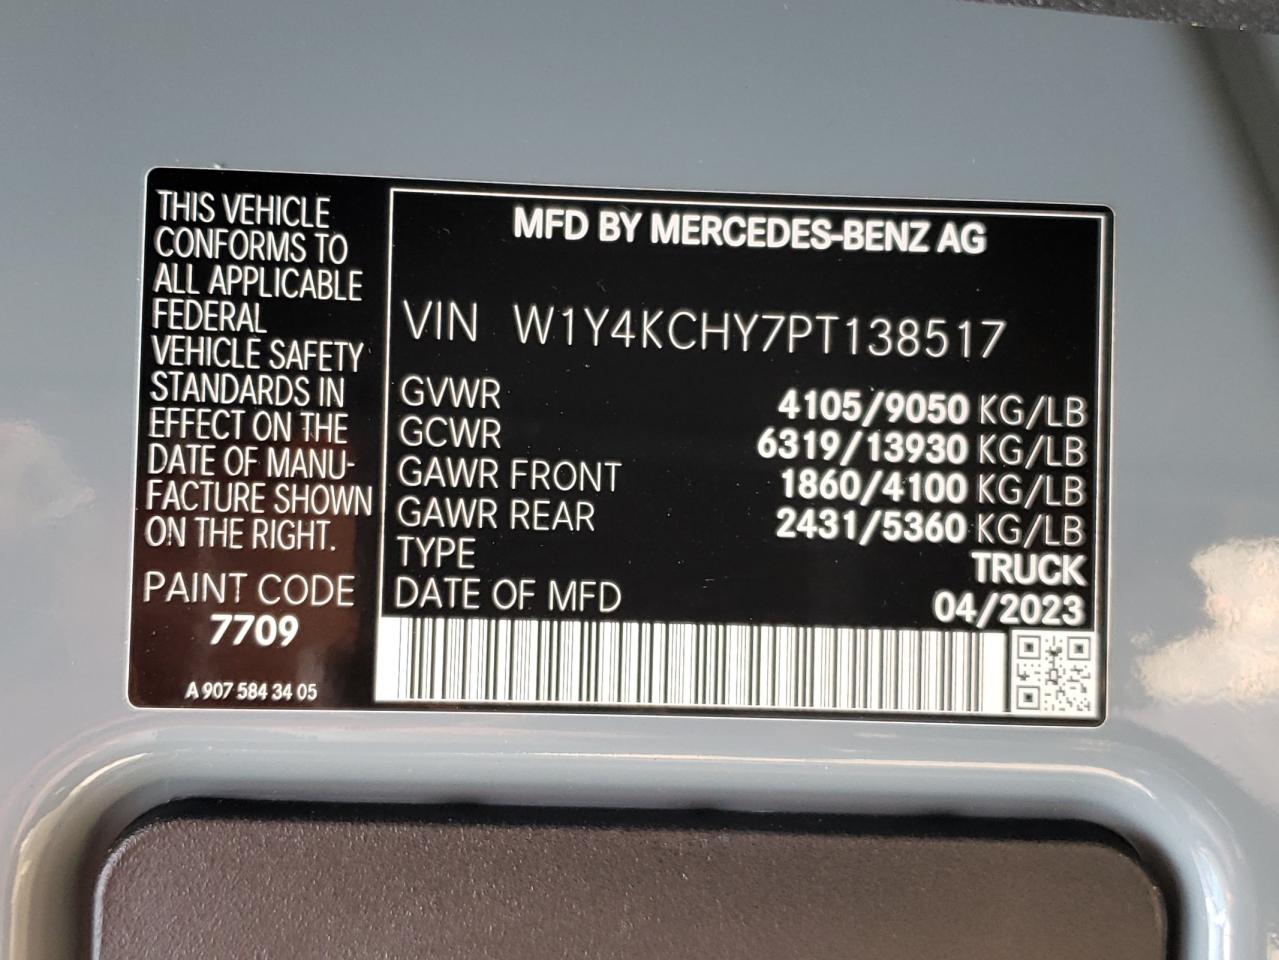 THIS VEHICLE
CONFORMS TO
ALL APPLICABLE
FEDERAL
VEHICLE SAFETY
STANDARDS IN
EFFECT ON THE
DATE OF MANU-
FACTURE SHOWN
ON THE RIGHT.
PAINT CODE
7709
A 907 584 34 05
MFD BY MERCEDES-BENZ AG
VIN W1Y4KCHY7PT138517
GVWR 4105/9050 KG/LB
GCWR 6319/13930 KG/LB
GAWR FRONT 1860/4100 KG/LB
GAWR REAR 2431/5360 KG/LB
TYPE TRUCK
DATE OF MFD 04/2023